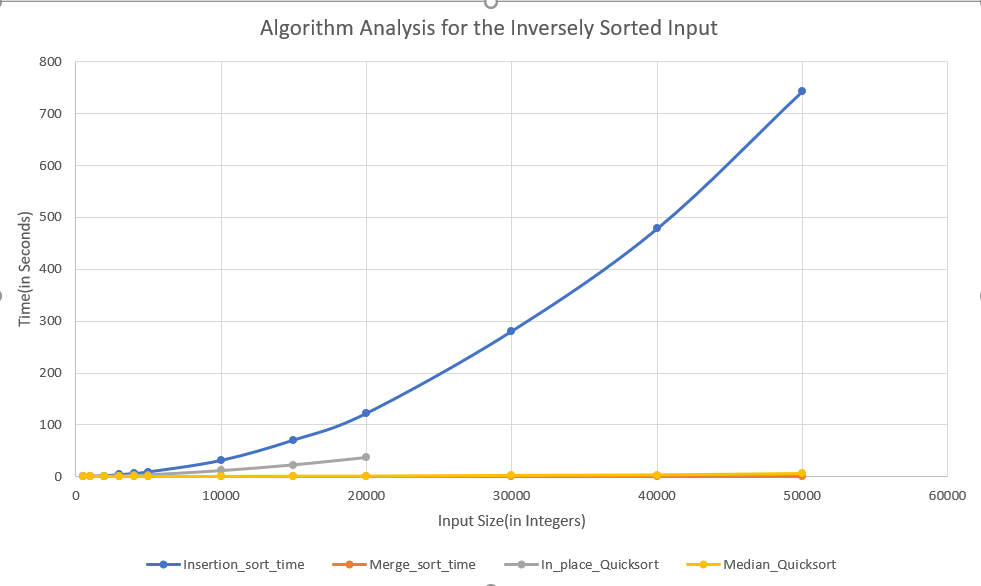 Algorithm Analysis for the Inversely Sorted Input
800
700
600
500
400
300
200
100
0
Time(in Seconds)
0 10000 20000 30000 40000 50000 60000
Input Size(in Integers)
Insertion_sort_time Merge_sort_time In_place_Quicksort Median_Quicksort